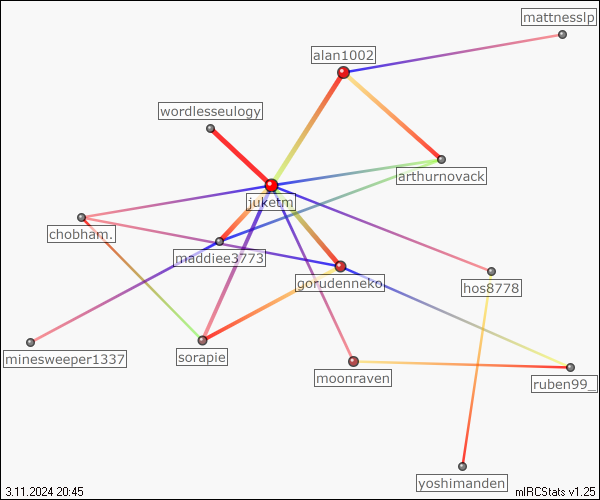 mattnesslp
alan1002
wordlesseulogy
arthurnovack
juketm
chobham.
maddiee3773
gorudenneko
hos8778
minesweeper1337
sorapie
moonraven
ruben99_
yoshimanden
3.11.2024 20:45
mIRCStats v1.25